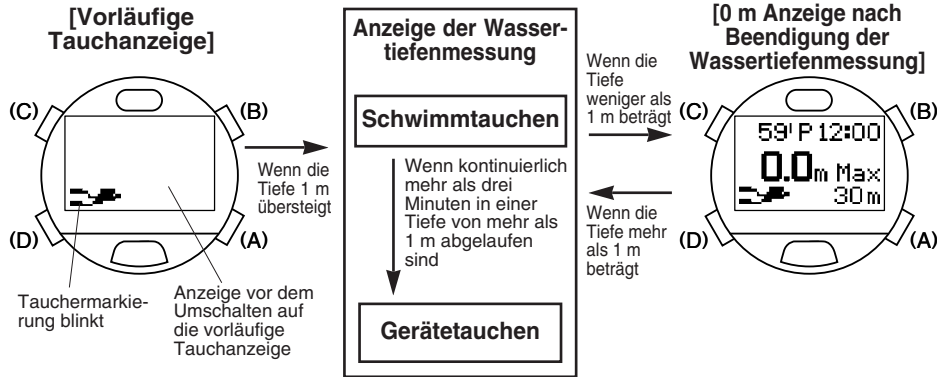 [Vorläufige
Tauchanzeige]
(C)
(B)
(D)
(A)
Tauchermarkie-
rung blinkt
Anzeige vor dem
Umschalten auf
die vorläufige
Tauchanzeige
Wenn die
Tiefe 1 m
übersteigt
Anzeige der Wasser-
tiefenmessung
Schwimmtauchen
Wenn kontinuierlich
mehr als drei
Minuten in einer
Tiefe von mehr als
1 m abgelaufen
sind
Gerätetauchen
Wenn die
Tiefe
weniger als
1 m beträgt
Wenn die
Tiefe mehr
als 1 m
beträgt
[0 m Anzeige nach
Beendigung der
Wassertiefenmessung]
(C)
(B)
59' P 12:00
0.0m Max
30m
(D)
(A)